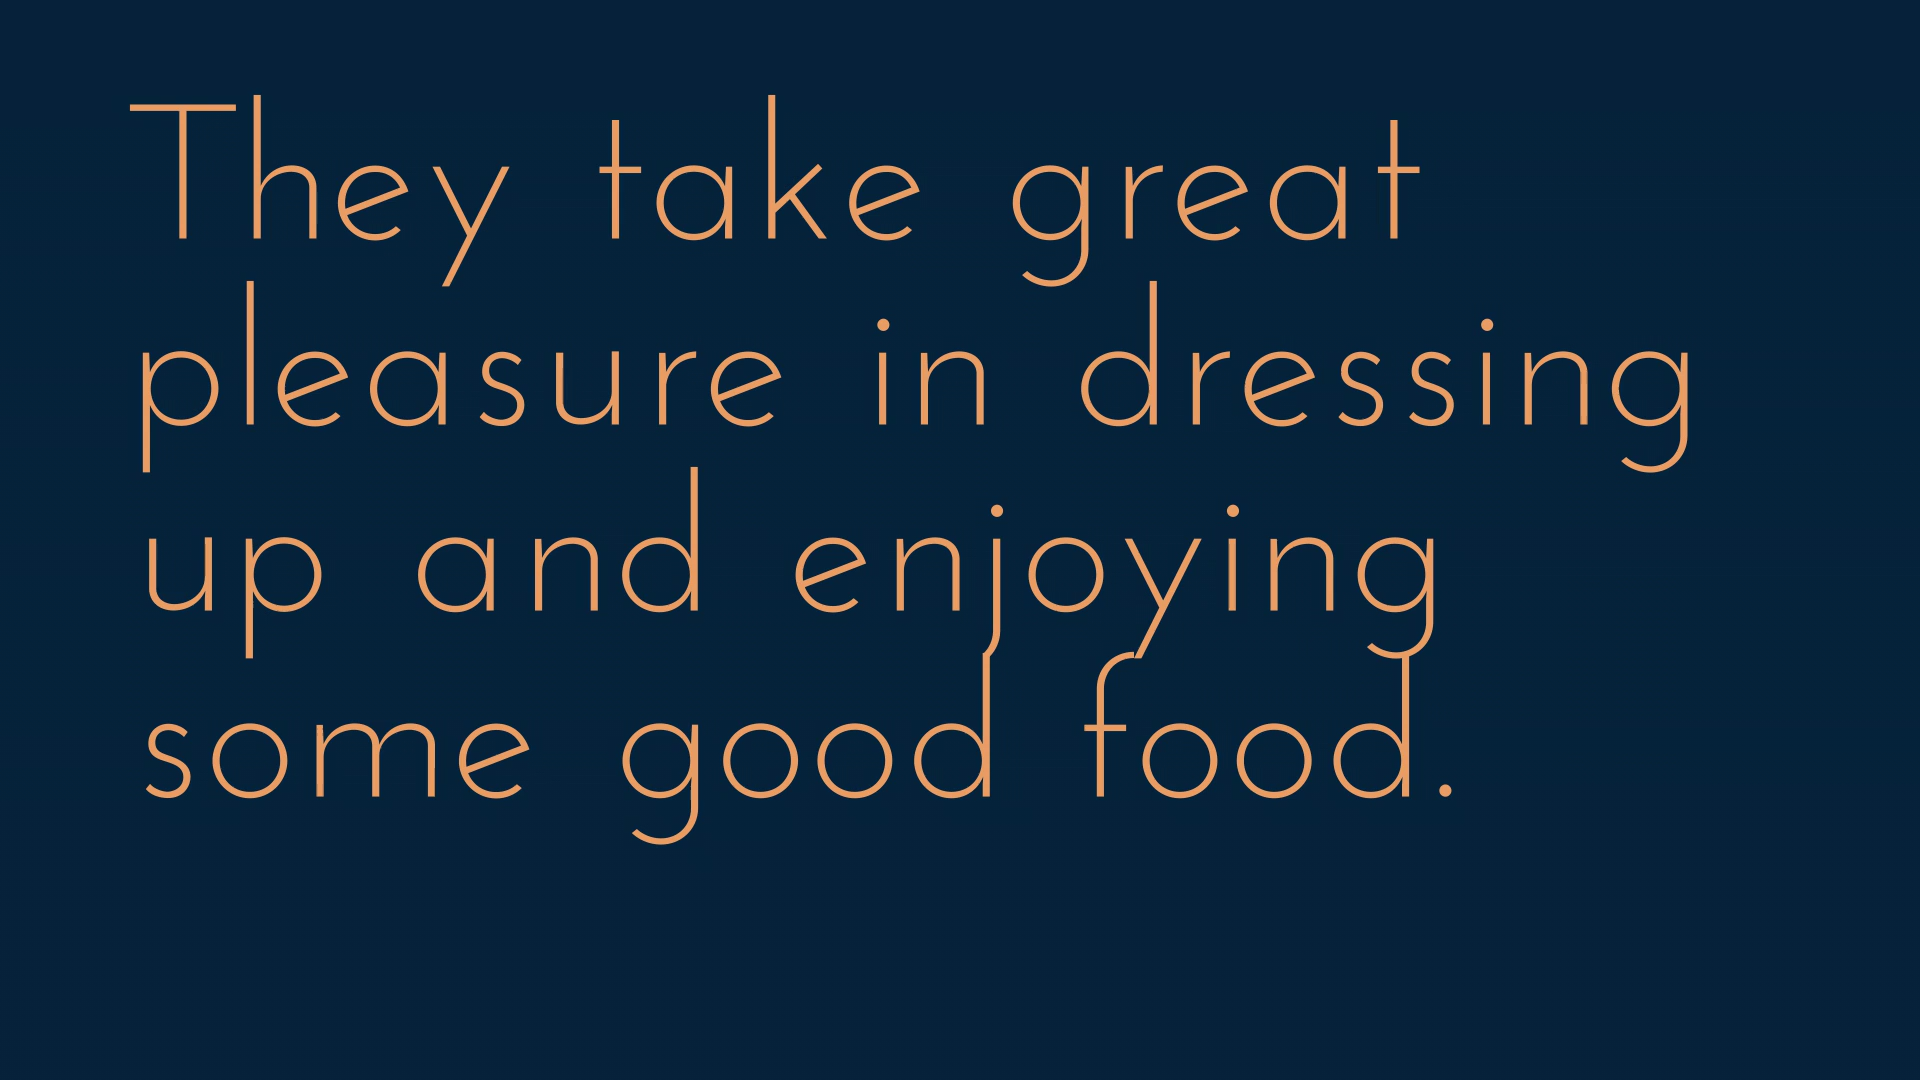 They take great
pleasure in dressing
up and enjoying
some good food.